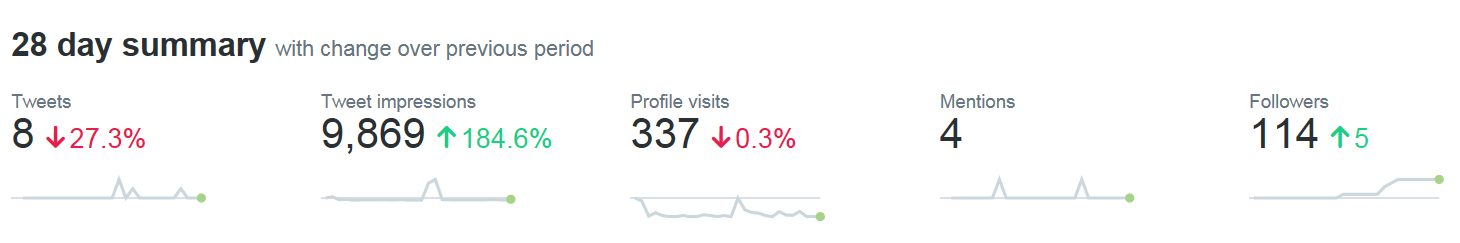 28 day summary with change over previous period
Tweets
8 ↓27.3%
Tweet impressions
9,869 ↑184.6%
Profile visits
337 ↓0.3%
Mentions
4
Followers
114 ↑5